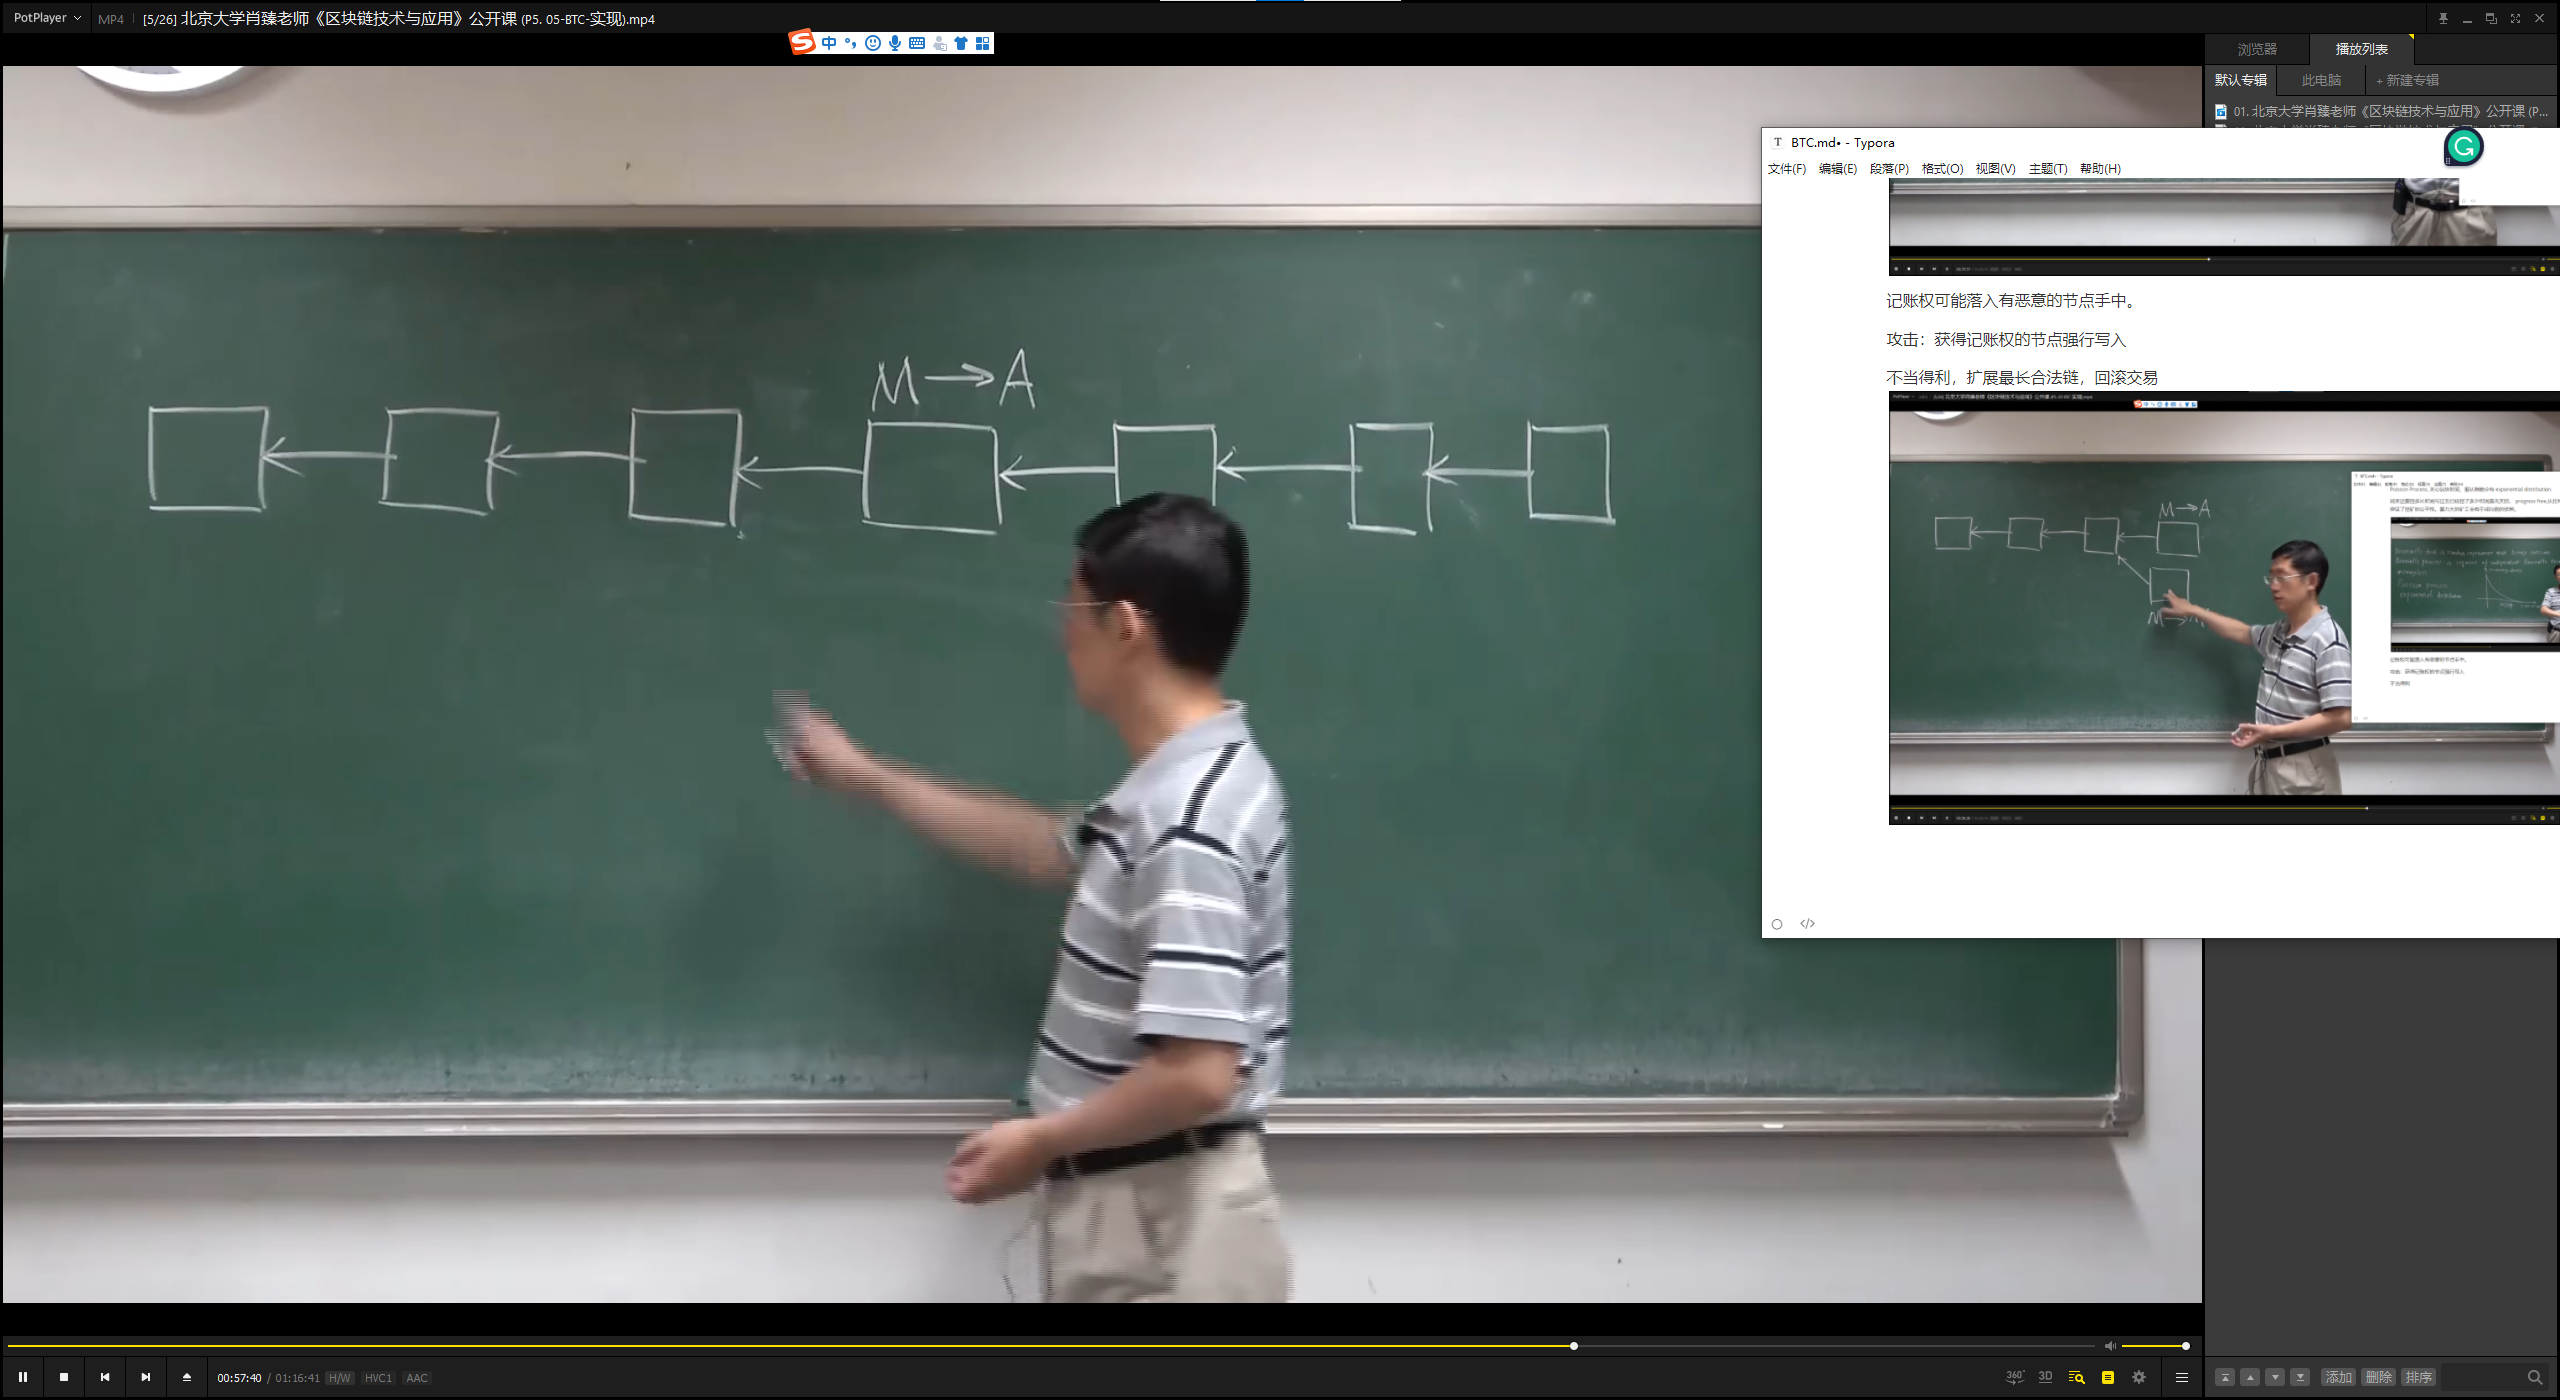 PotPlayer
MP4
[5/26] 北京大学肖臻老师《区块链技术与应用》公开课 (P5. 05-BTC-实现).mp4
中
浏览器
播放列表
默认专辑
此电脑
+ 新建专辑
01. 北京大学肖臻老师《区块链技术与应用》公开课 (P...
BTC.md• - Typora
文件(F) 编辑(E) 段落(P) 格式(O) 视图(V) 主题(T) 帮助(H)
记账权可能落入有恶意的节点手中。
攻击：获得记账权的节点强行写入
不当得利，扩展最长合法链，回滚交易
M→A
M→A
</>
00:57:40 / 01:16:41 H/W HVC1 AAC
360°
3D
添加 删除 排序